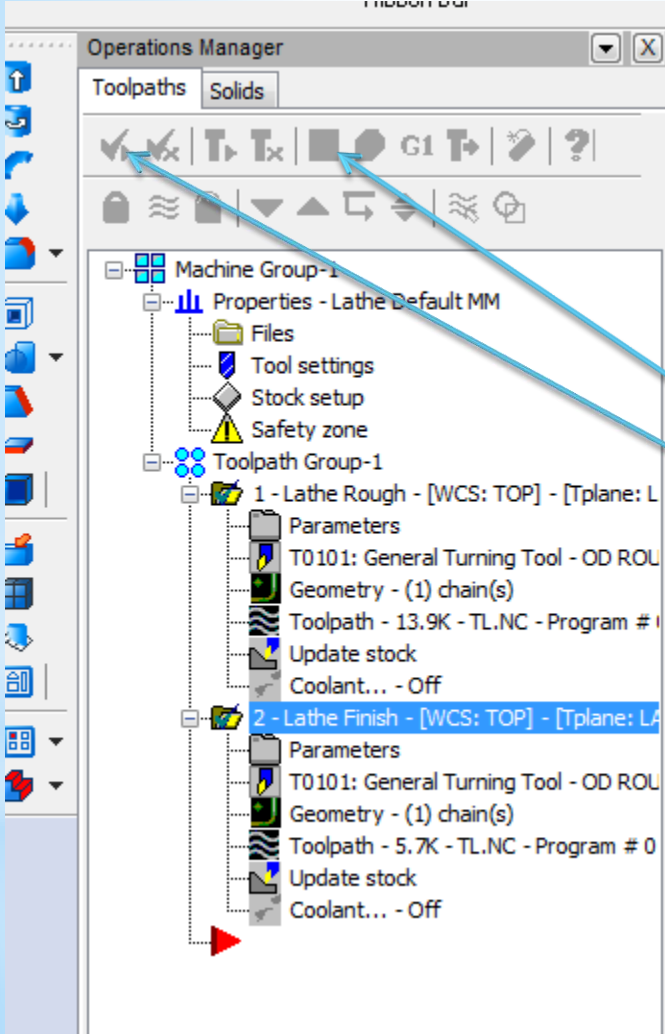 Ribbon Bar
Operations Manager
Toolpaths Solids
G1
Machine Group-1
Properties - Lathe Default MM
Files
Tool settings
Stock setup
Safety zone
Toolpath Group-1
1 - Lathe Rough - [WCS: TOP] - [Tplane: L
Parameters
T0101: General Turning Tool - OD ROU
Geometry - (1) chain(s)
Toolpath - 13.9K - TL.NC - Program #
Update stock
Coolant... - Off
2 - Lathe Finish - [WCS: TOP] - [Tplane: LA
Parameters
T0101: General Turning Tool - OD ROU
Geometry - (1) chain(s)
Toolpath - 5.7K - TL.NC - Program # 0
Update stock
Coolant... - Off